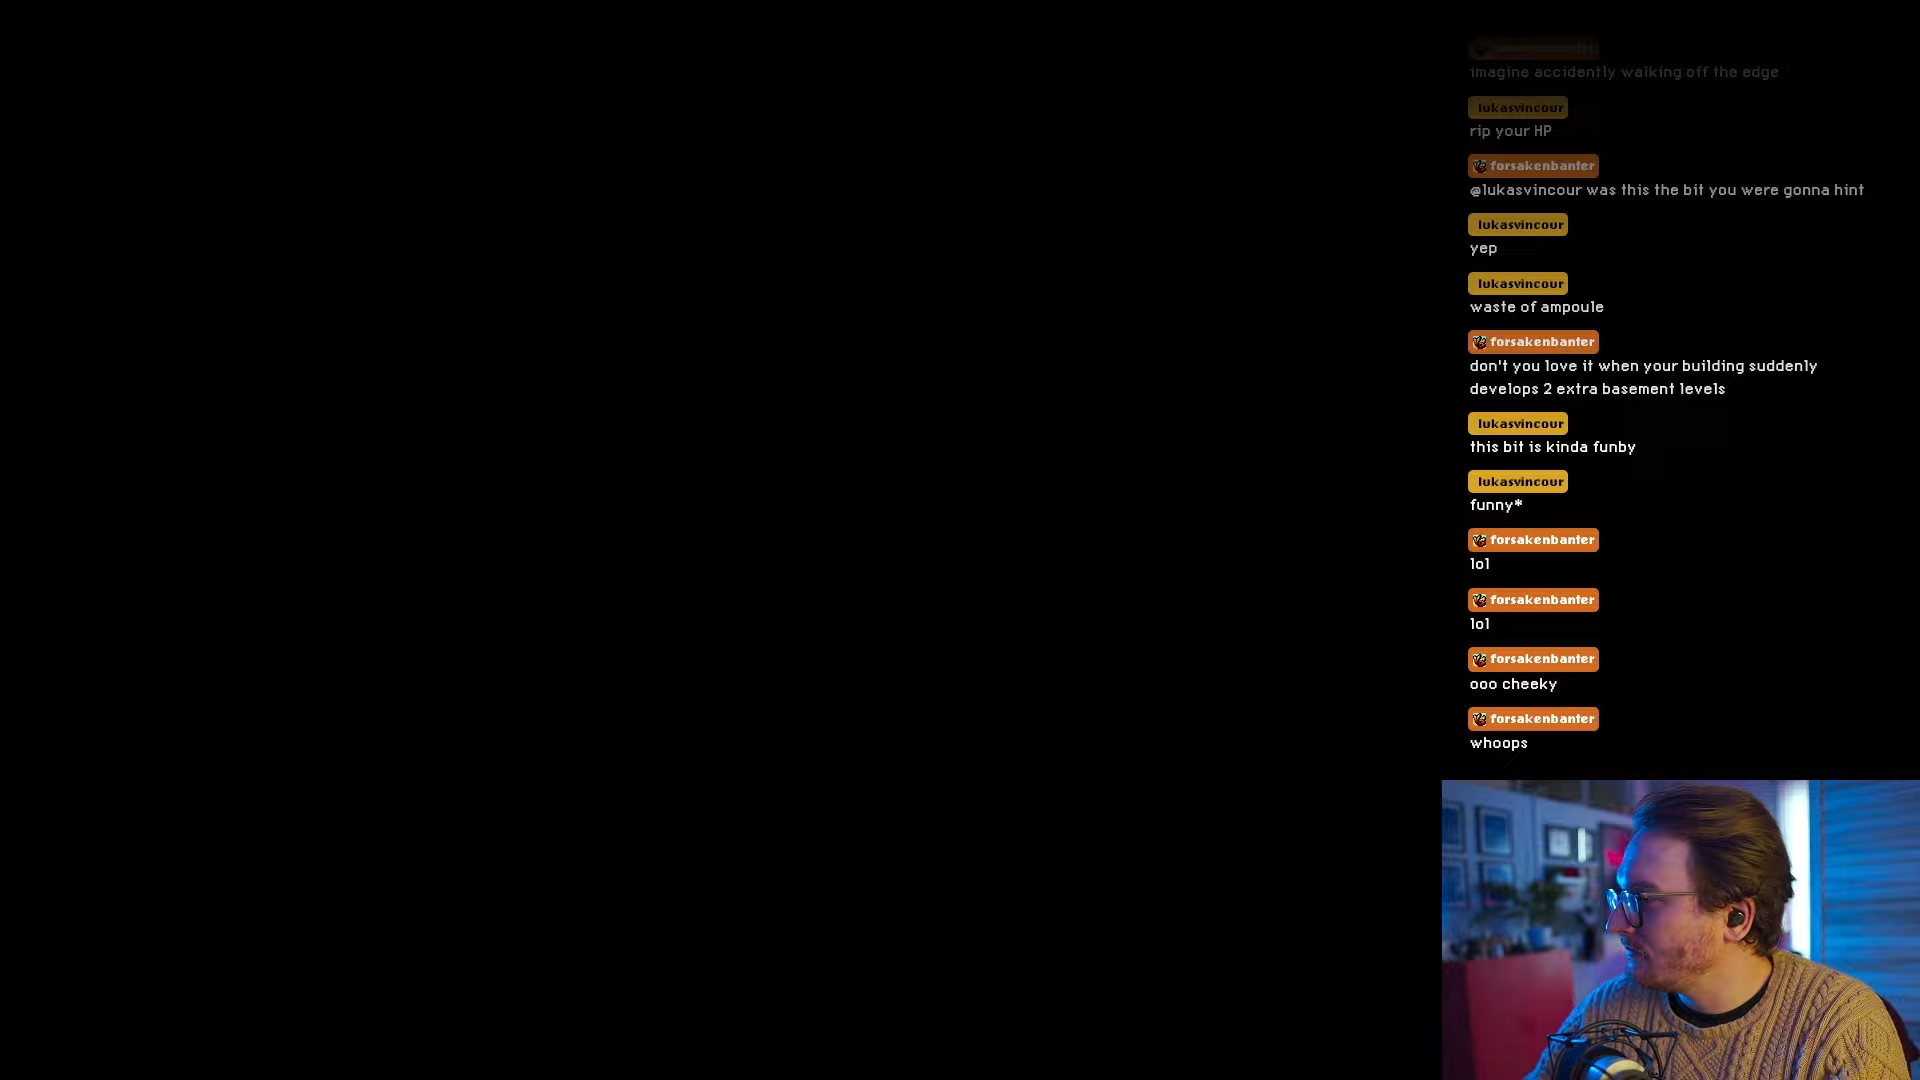 imagine accidently walking off the edge
lukasvincour
rip your HP
forsakenbanter
@lukasvincour was this the bit you were gonna hint
lukasvincour
yep
lukasvincour
waste of ampoule
forsakenbanter
don't you love it when your building suddenly
develops 2 extra basement levels
lukasvincour
this bit is kinda funby
lukasvincour
funny*
forsakenbanter
lol
forsakenbanter
lol
forsakenbanter
ooo cheeky
forsakenbanter
whoops